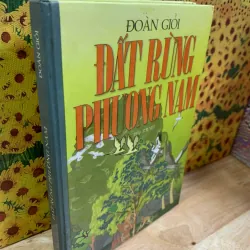 ĐOÀN GIỎI
ĐẤT RỪNG
PHƯƠNG NAM